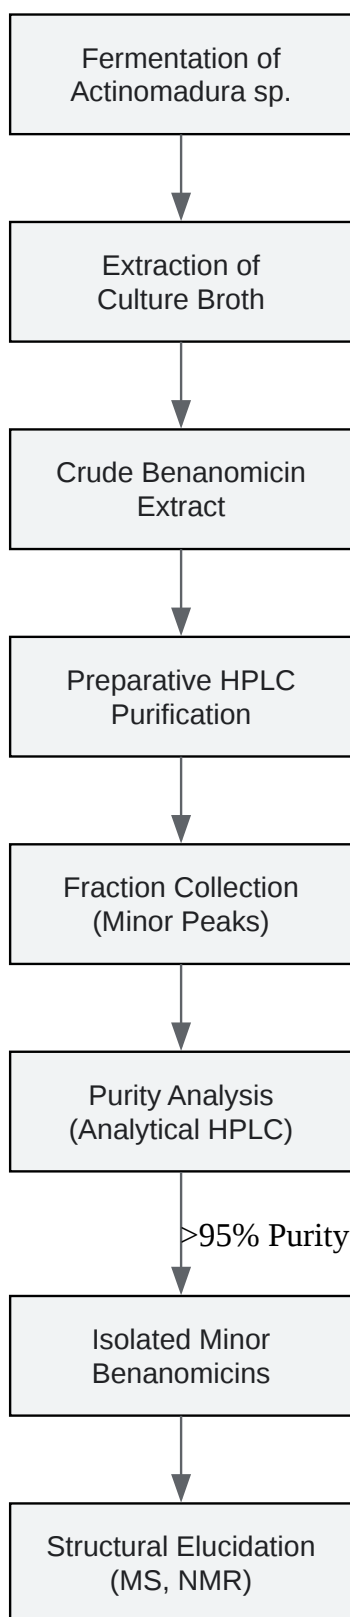 Fermentation of
Actinomadura sp.
Extraction of
Culture Broth
Crude Benanomicin
Extract
Preparative HPLC
Purification
Fraction Collection
(Minor Peaks)
Purity Analysis
(Analytical HPLC)
>95% Purity
Isolated Minor
Benanomicins
Structural Elucidation
(MS, NMR)